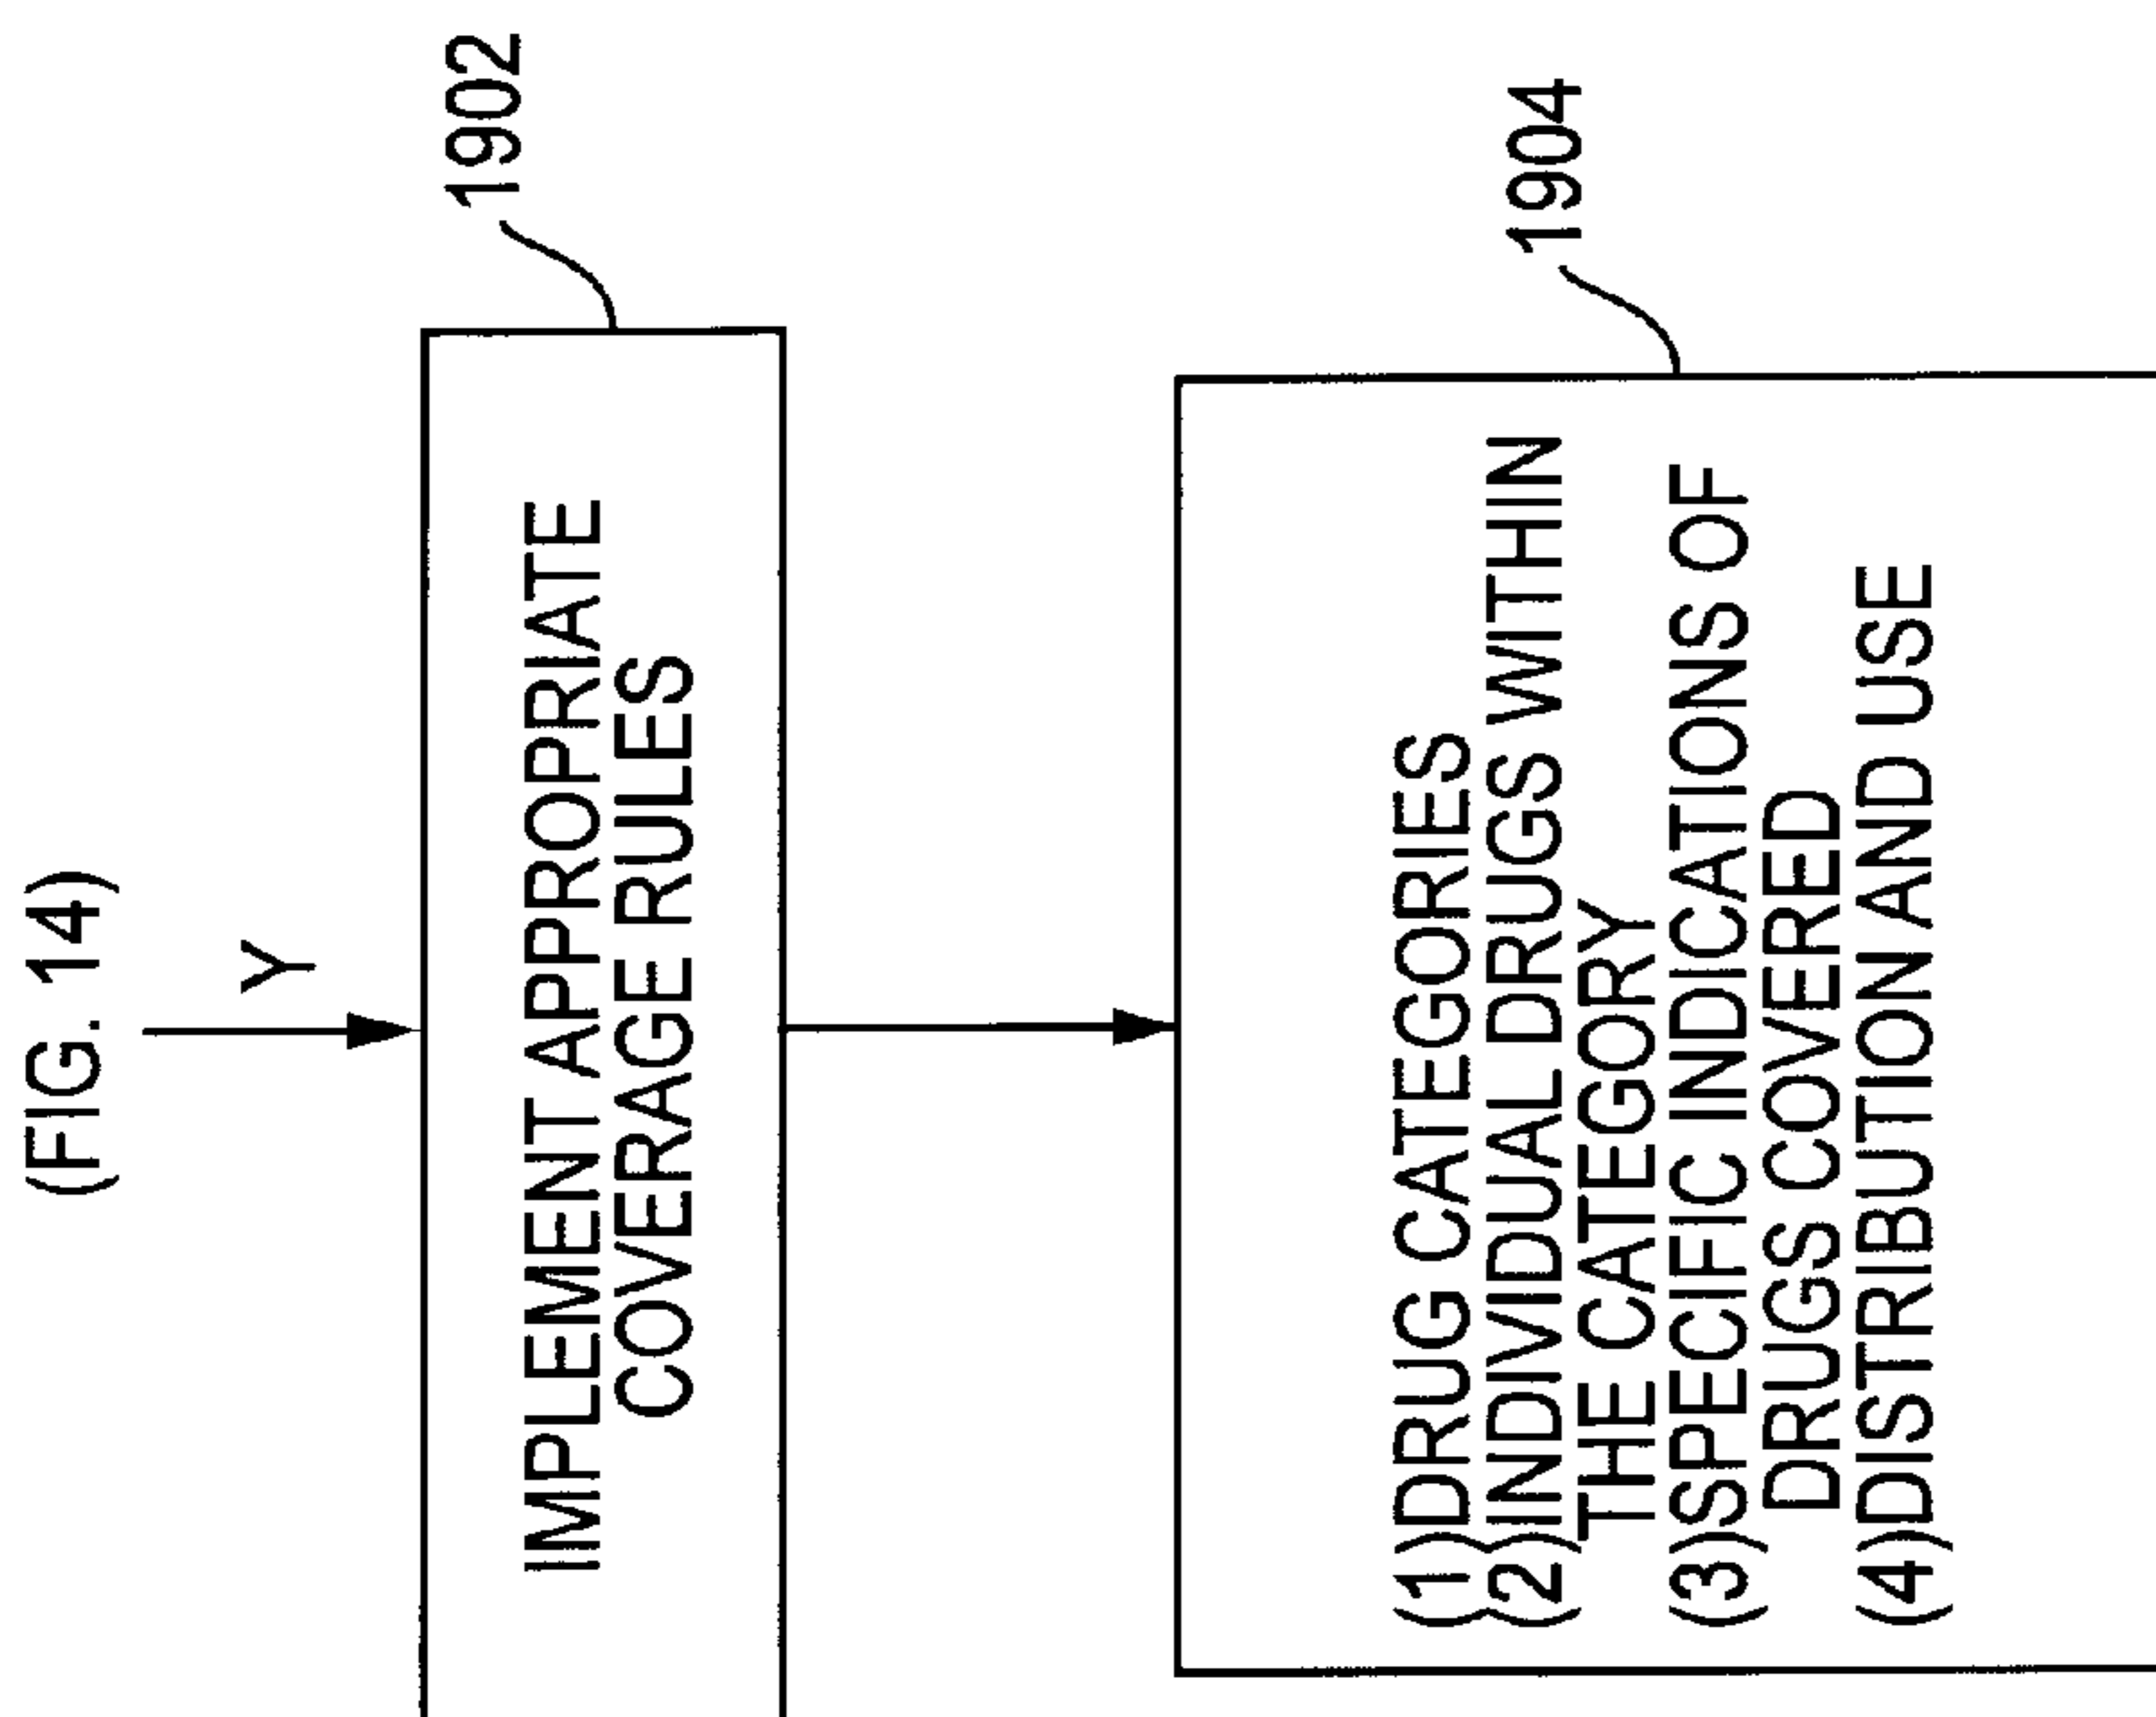 (FIG. 14)
Y
1902
IMPLEMENT APPROPRIATE
COVERAGE RULES
1904
(1)DRUG CATEGORIES
(2)INDIVIDUAL DRUGS WITHIN
THE CATEGORY
(3)SPECIFIC INDICATIONS OF
DRUGS COVERED
(4)DISTRIBUTION AND USE